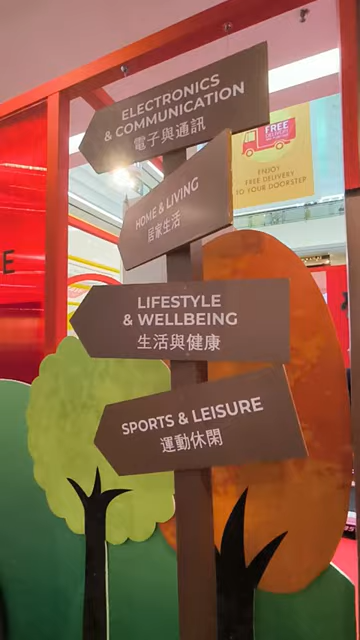 ELECTRONICS
& COMMUNICATION
電子與通訊
FREE
ENJOY
FREE DELIVERY
TO YOUR DOORSTEP
HOME & LIVING
居家生活
E
LIFESTYLE
& WELLBEING
生活與健康
SPORTS & LEISURE
運動休閑